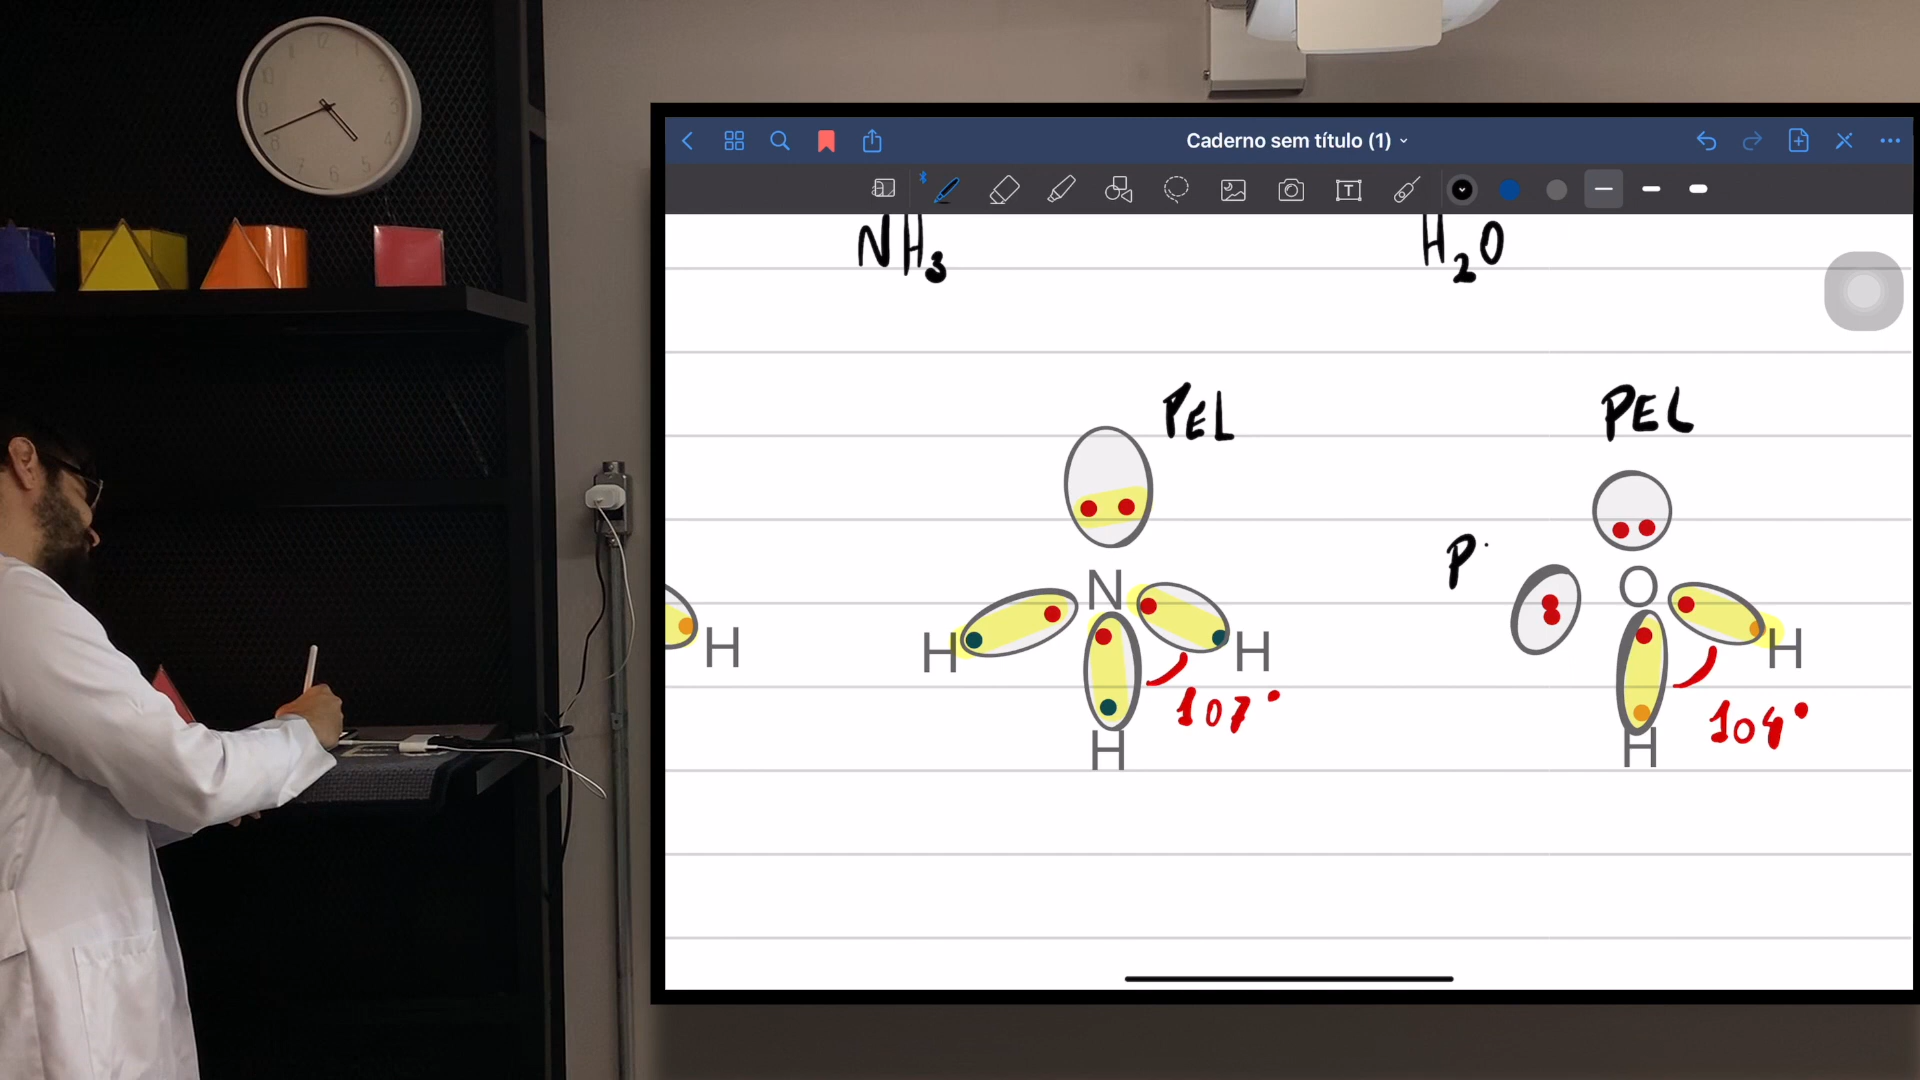 Caderno sem título (1)
T
NH3
H2O
PEL
PEL
P
N
O
H
H
H
H
H
107°
104°
H